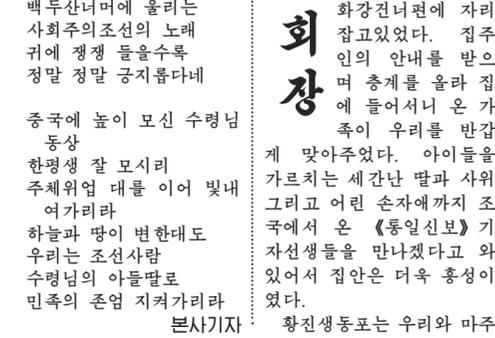 백두산너머에 울리는
사회주의조선의 노래
귀에 쟁쟁 들을수록
정말 정말 긍지롭다네
중국에 높이 모신 수령님
동상
한평생 잘 모시리
주체위업 대를 이어 빛내
여가리라
하늘과 땅이 변한대도
우리는 조선사람
수령님의 아들딸로
민족의 존엄 지켜가리라
본사기자
회장
화강건너편에 자리
잡고있었다. 집주
인의 안내를 받으
며 층계를 올라 집
에 들어서니 온 가
족이 우리를 반갑
게 맞아주었다. 아이들을
가르치는 세간난 딸과 사위
그리고 어린 손자애까지 조
국에서 온 《통일신보》기
자선생들을 만나겠다고 와
있어서 집안은 더욱 흥성이
였다.
황진생동포는 우리와 마주